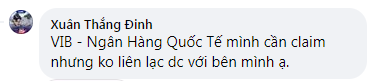 Xuân Thắng Đinh
VIB - Ngân Hàng Quốc Tế mình cần claim
nhưng ko liên lạc dc với bên mình ạ.